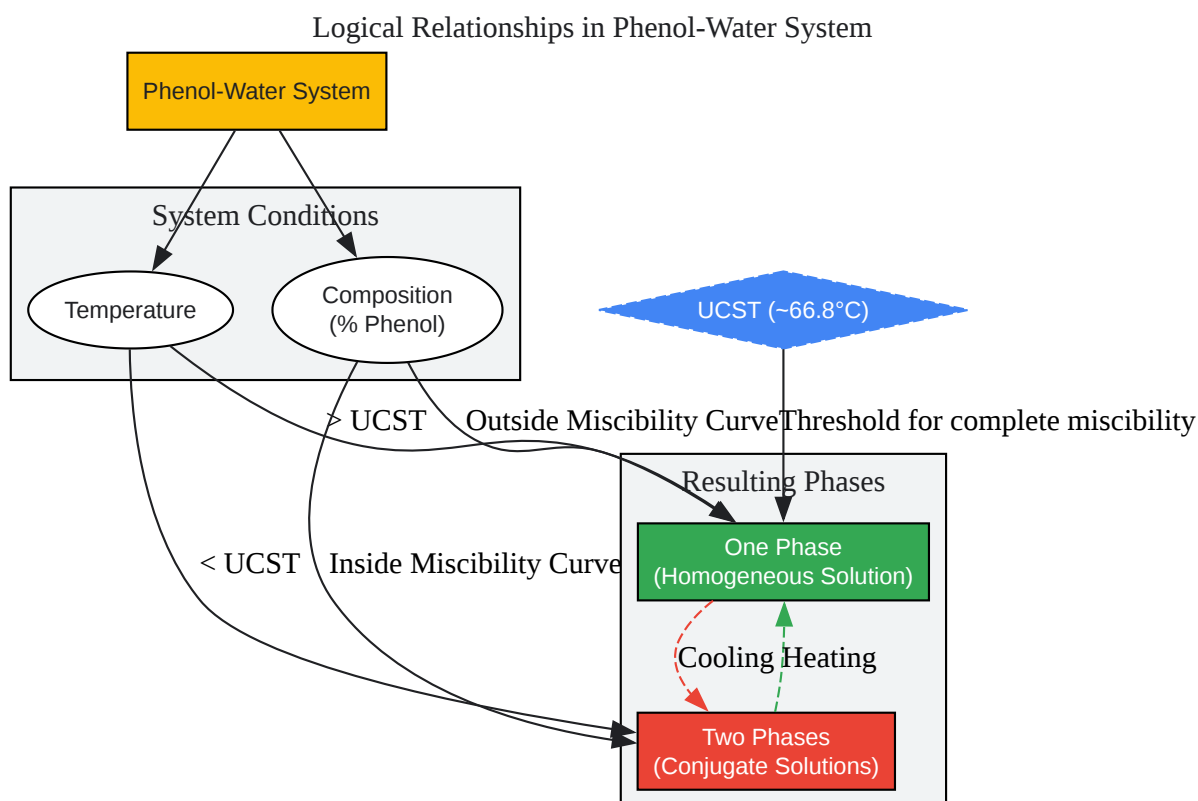 Logical Relationships in Phenol-Water System
Phenol-Water System
System Conditions
Temperature
Composition
(% Phenol)
UCST (~66.8°C)
> UCST
Outside Miscibility Curve
Threshold for complete miscibility
Resulting Phases
One Phase
(Homogeneous Solution)
< UCST
Inside Miscibility Curve
Cooling
Heating
Two Phases
(Conjugate Solutions)